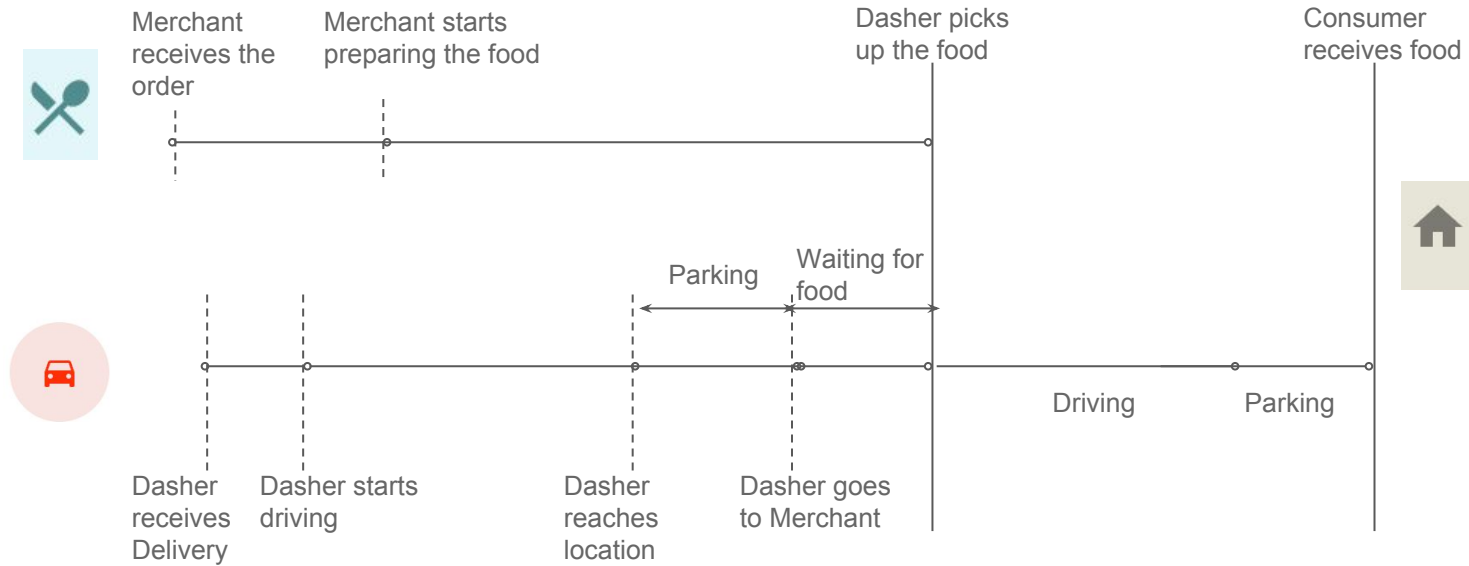 Merchant
receives the
order
Merchant starts
preparing the food
Dasher picks
up the food
Consumer
receives food
Parking
Waiting for
food
Driving
Parking
Dasher
receives
Delivery
Dasher starts
driving
Dasher
reaches
location
Dasher goes
to Merchant